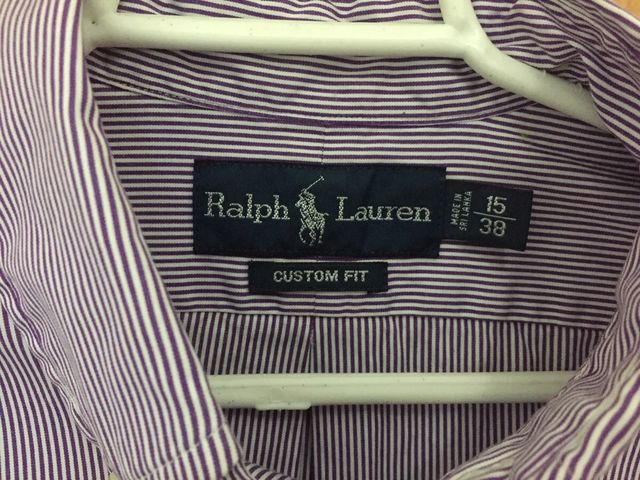 Ralph Lauren
MADE IN
SRI LANKA
15
38
CUSTOM FIT